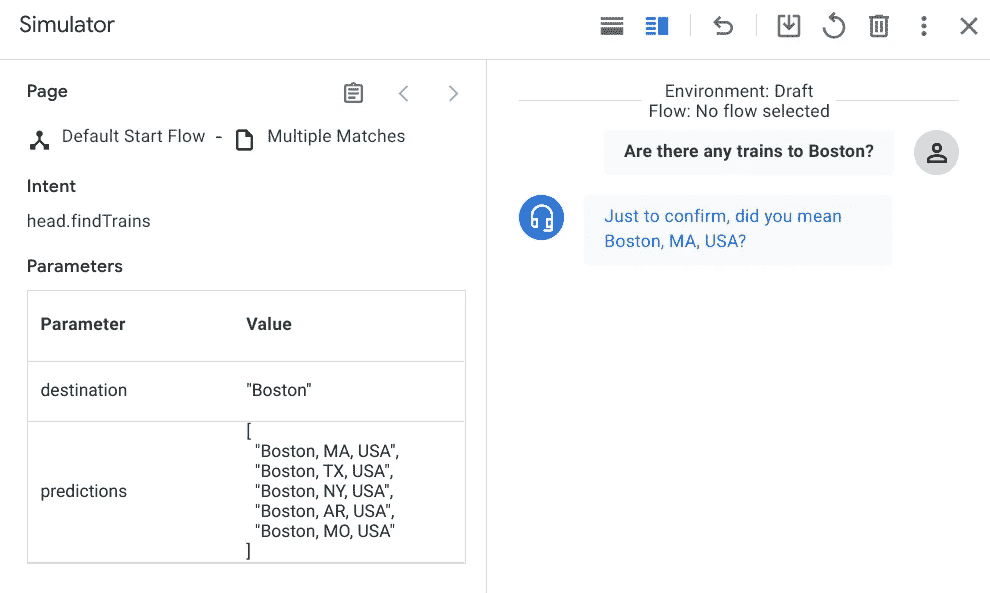 Simulator
Page
Default Start Flow - Multiple Matches
Intent
head.findTrains
Parameters
Parameter Value
destination "Boston"
predictions
[
"Boston, MA, USA",
"Boston, TX, USA",
"Boston, NY, USA",
"Boston, AR, USA",
"Boston, MO, USA"
]
Environment: Draft
Flow: No flow selected
Are there any trains to Boston?
Just to confirm, did you mean
Boston, MA, USA?